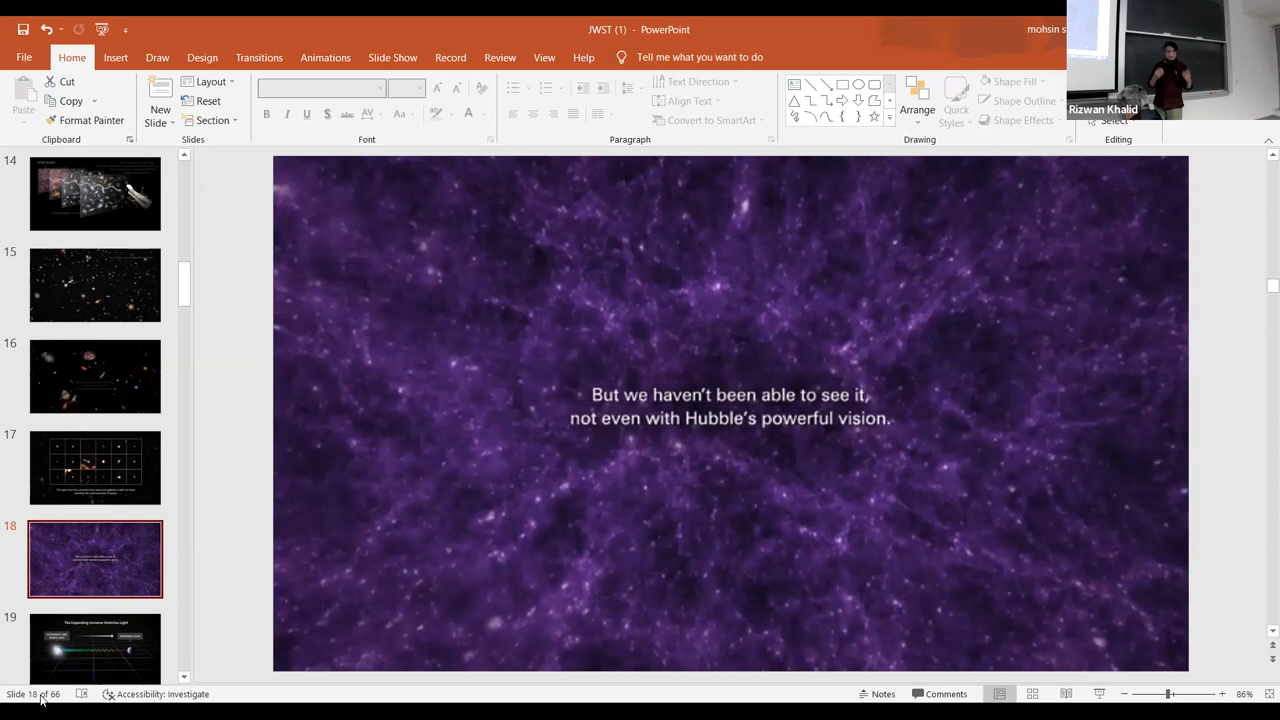 JWST (1) - PowerPoint
mohsin s
File Home Insert Draw Design Transitions Animations Slide Show Record Review View Help Tell me what you want to do
Cut
Copy
Format Painter
Paste
Clipboard
New
Slide
Layout
Reset
Section
Slides
B I U S ab AV Aa A
Font
Text Direction
Align Text
Convert to SmartArt
Paragraph
Arrange
Quick
Styles
Shape Fill
Shape Outline
Shape Effects
Drawing
Rizwan Khalid
Select
Editing
14
15
16
17
18
19
The Expanding Universe Stretches Light
But we haven't been able to see it,
not even with Hubble's powerful vision.
Slide 18 of 66
Accessibility: Investigate
Notes
Comments
86%